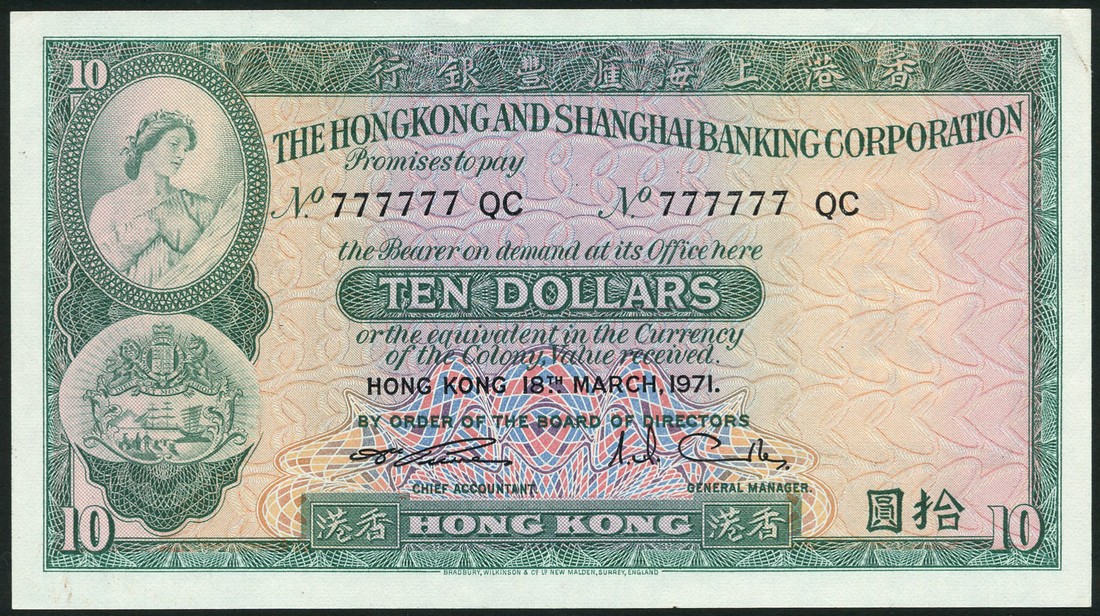 行銀豐滙海上港香
10
THE HONGKONG AND SHANGHAI BANKING CORPORATION
Promises to pay
No. 777777 QC No. 777777 QC
the Bearer on demand at its Office here
TEN DOLLARS
or the equivalent in the Currency
of the Colony, Value received.
HONG KONG 18TH MARCH, 1971.
BY ORDER OF THE BOARD OF DIRECTORS
CHIEF ACCOUNTANT. GENERAL MANAGER.
圓拾
10 港香 HONG KONG 港香 10
BRADBURY, WILKINSON & Co. Ld. NEW MALDEN, SURREY, ENGLAND